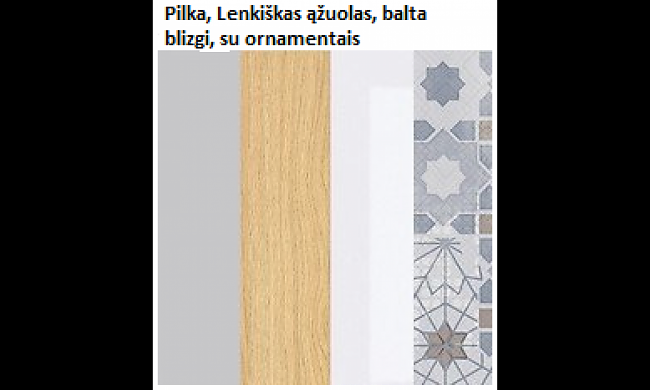 Pilka, Lenkiškas ąžuolas, balta
blizgi, su ornamentais